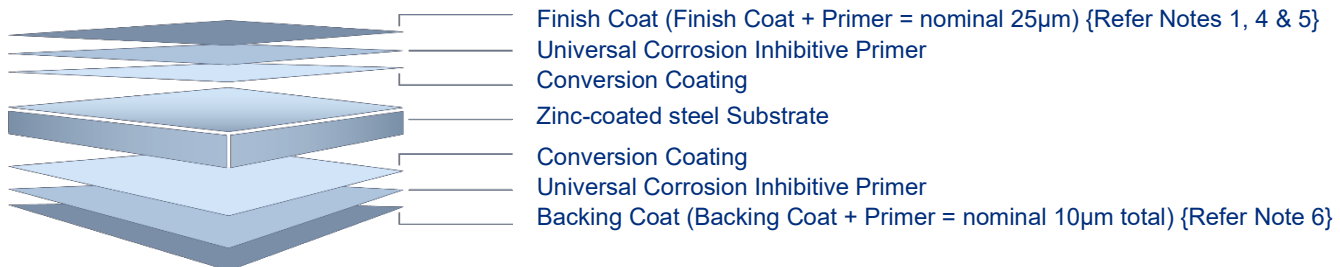 Finish Coat (Finish Coat + Primer = nominal 25µm) {Refer Notes 1, 4 & 5}
Universal Corrosion Inhibitive Primer
Conversion Coating
Zinc-coated steel Substrate
Conversion Coating
Universal Corrosion Inhibitive Primer
Backing Coat (Backing Coat + Primer = nominal 10µm total) {Refer Note 6}